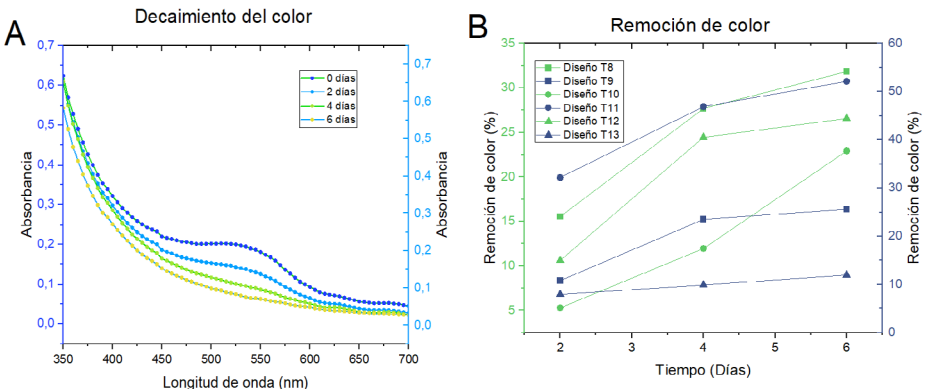 A
Decaimiento del color
0,7
0,6
0,5
0,4
0,3
0,2
0,1
0,0
Absorbancia
350
400
450
500
550
600
650
700
Longitud de onda (nm)
0,7
0,6
0,5
0,4
0,3
0,2
0,1
0,0
Absorbancia
0 días
2 días
4 días
6 días
B
Remoción de color
35
30
25
20
15
10
5
Remoción de color (%)
2
3
4
5
6
Tiempo (Días)
60
50
40
30
20
10
0
Remoción de color (%)
Diseño T8
Diseño T9
Diseño T10
Diseño T11
Diseño T12
Diseño T13